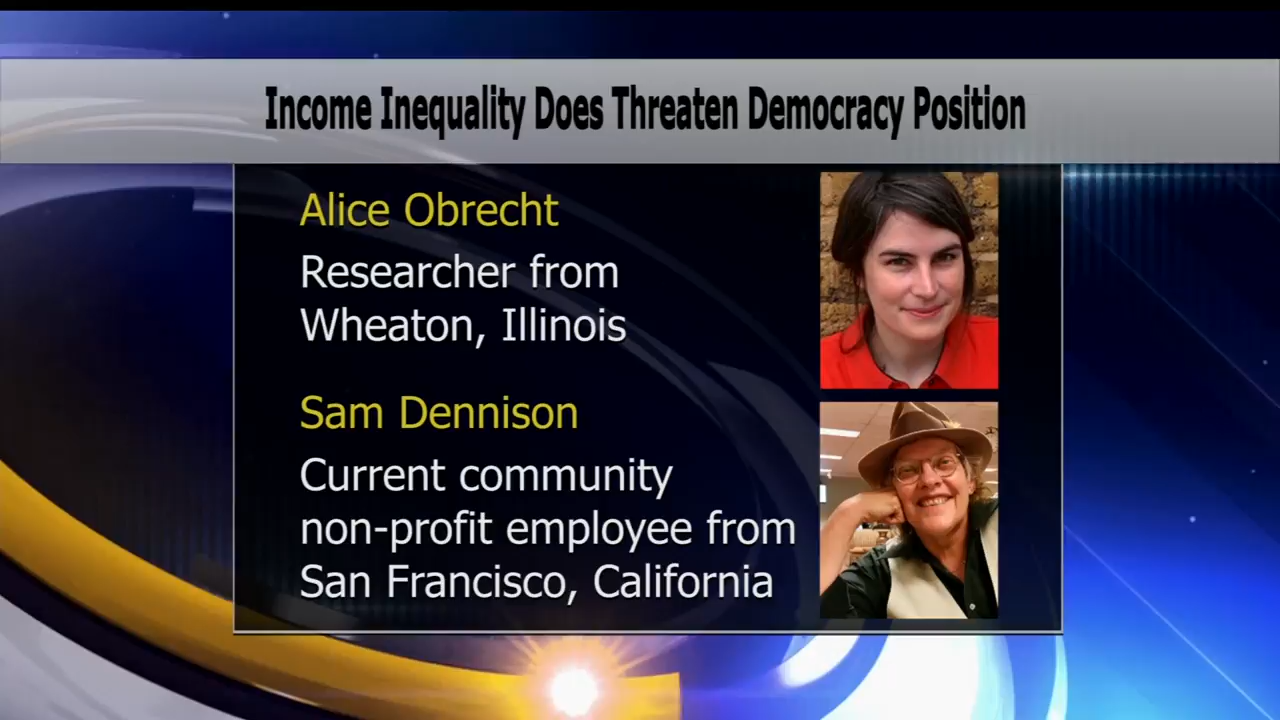 Income Inequality Does Threaten Democracy Position
Alice Obrecht
Researcher from
Wheaton, Illinois
Sam Dennison
Current community
non-profit employee from
San Francisco, California